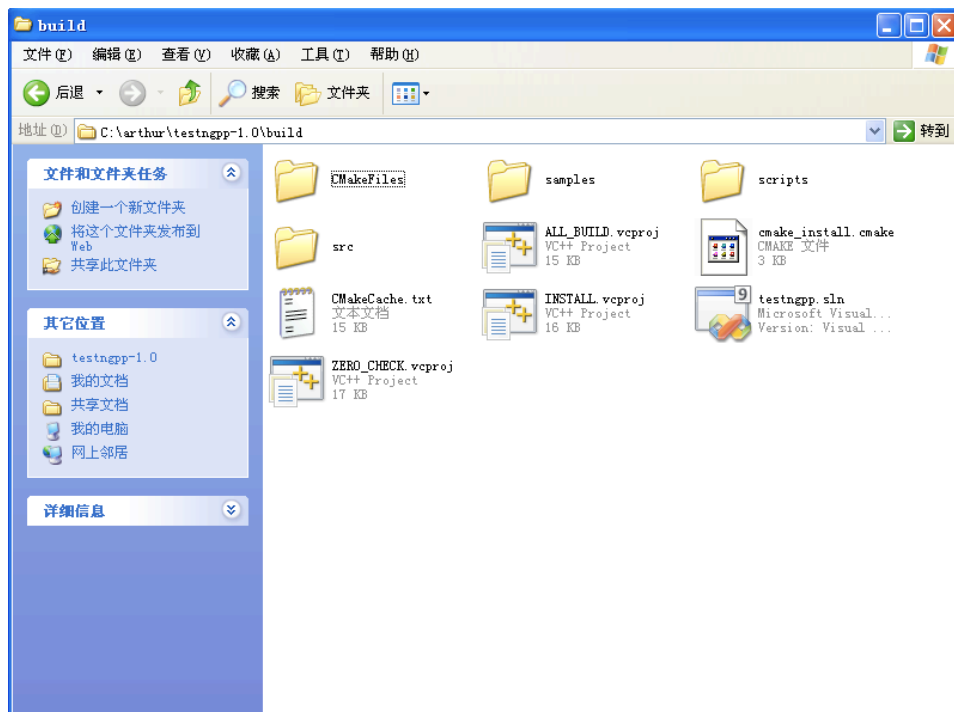 build
文件(F) 编辑(E) 查看(V) 收藏(A) 工具(T) 帮助(H)
后退 搜索 文件夹
地址(D) C:\arthur\testngpp-1.0\build 转到
文件和文件夹任务
创建一个新文件夹
将这个文件夹发布到
Web
共享此文件夹
其它位置
testngpp-1.0
我的文档
共享文档
我的电脑
网上邻居
详细信息
CMakeFiles
samples
scripts
src
ALL_BUILD.vcproj
VC++ Project
15 KB
cmake_install.cmake
CMAKE 文件
3 KB
CMakeCache.txt
文本文档
15 KB
INSTALL.vcproj
VC++ Project
16 KB
9
testngpp.sln
Microsoft Visual...
Version: Visual ...
ZERO_CHECK.vcproj
VC++ Project
17 KB